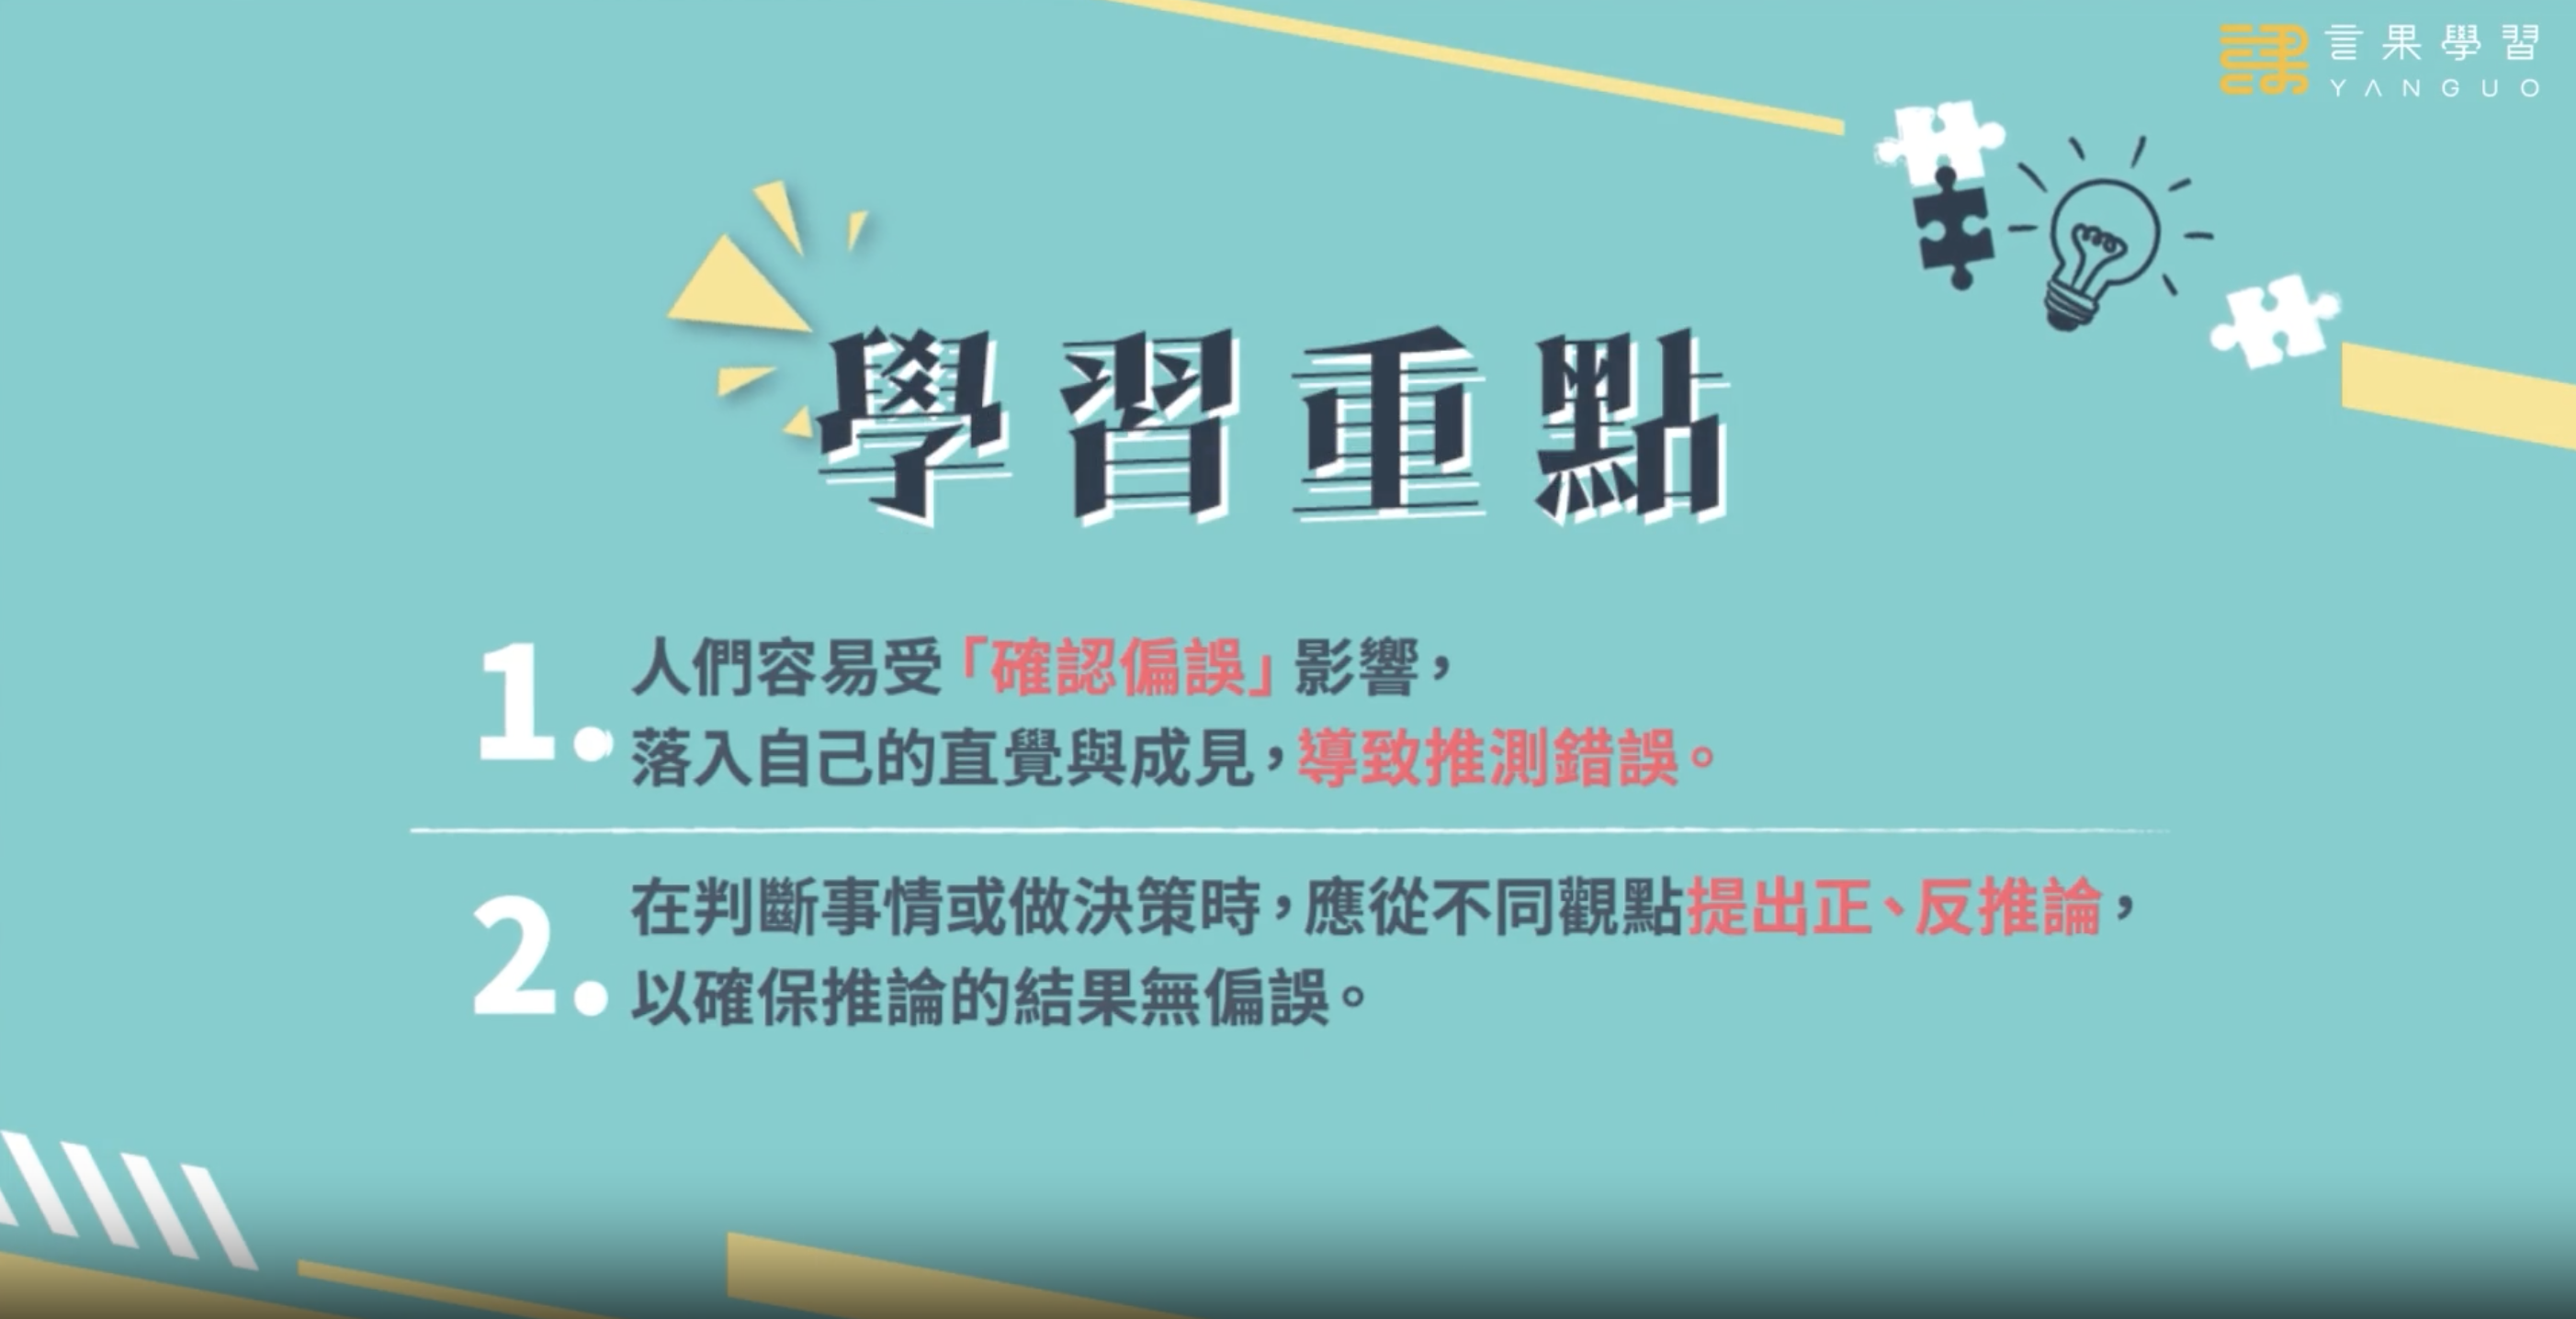 言果學習
YANGUO
學習重點
1. 人們容易受「確認偏誤」影響，
落入自己的直覺與成見，導致推測錯誤。
2. 在判斷事情或做決策時，應從不同觀點提出正、反推論，
以確保推論的結果無偏誤。